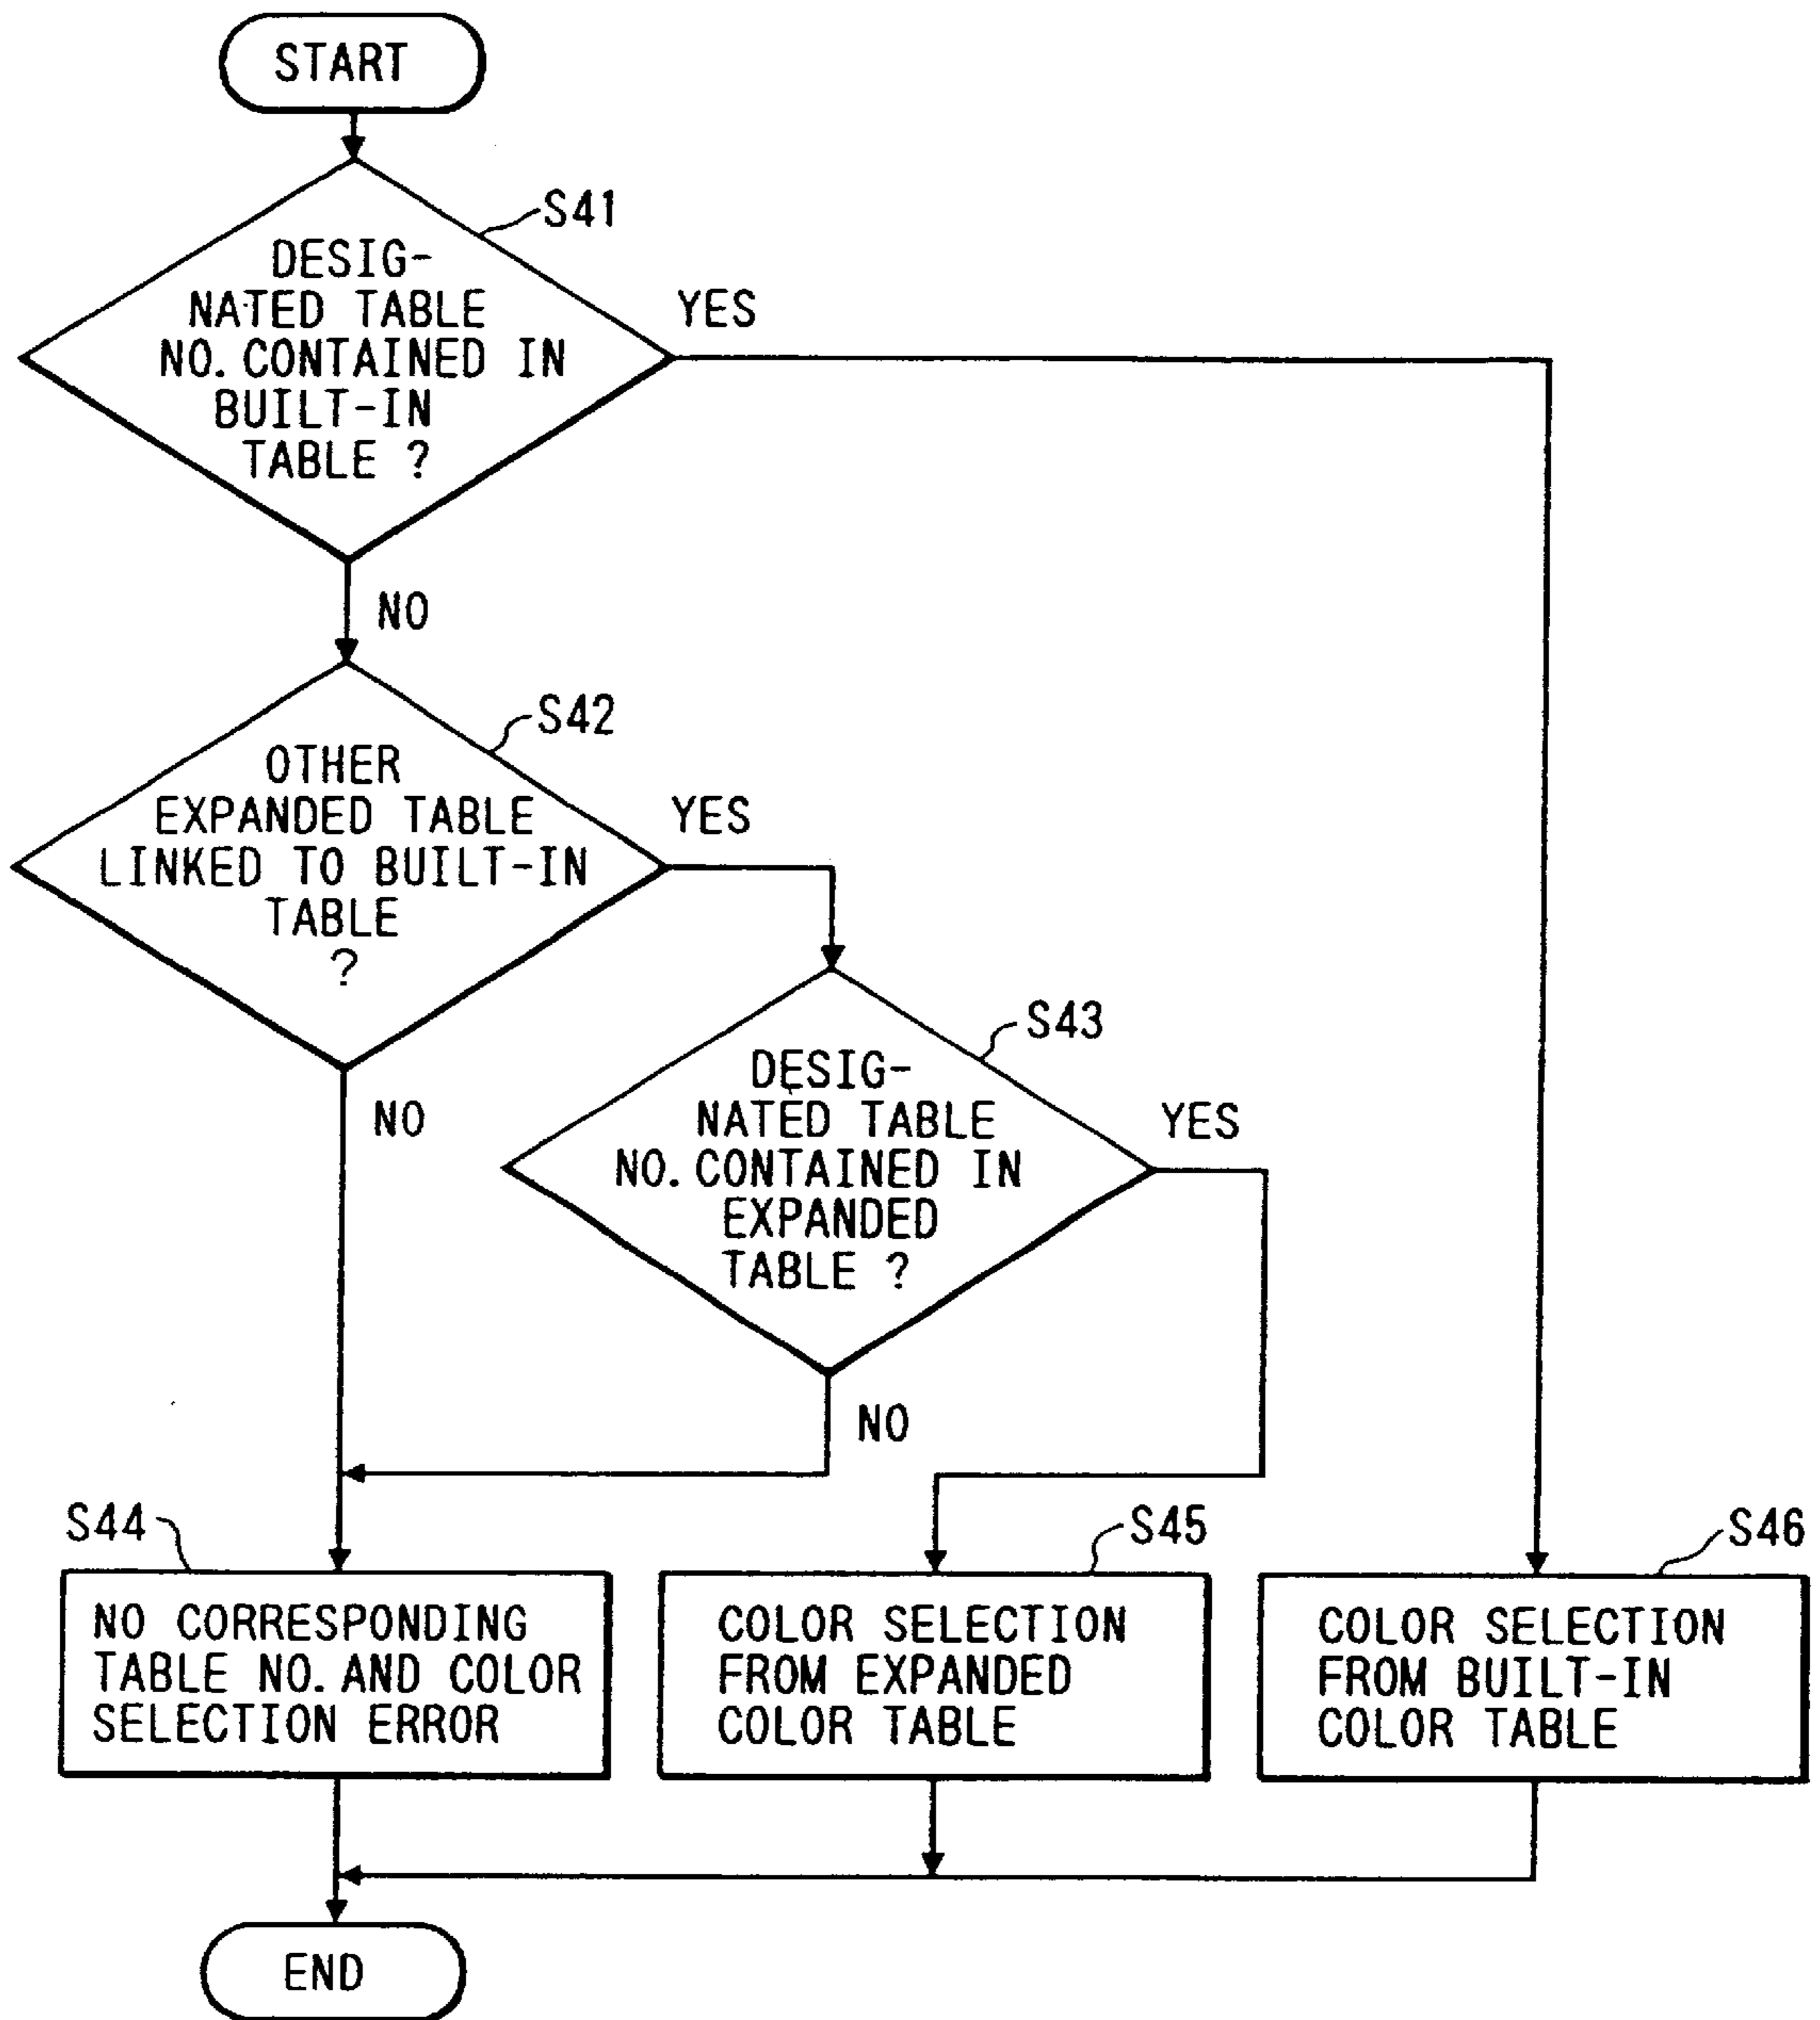 START
S41
DESIG-
NATED TABLE
NO. CONTAINED IN
BUILT-IN
TABLE ?
YES
NO
S42
OTHER
EXPANDED TABLE
LINKED TO BUILT-IN
TABLE
?
YES
NO
S43
DESIG-
NATED TABLE
NO. CONTAINED IN
EXPANDED
TABLE ?
YES
NO
S44
NO CORRESPONDING
TABLE NO. AND COLOR
SELECTION ERROR
S45
COLOR SELECTION
FROM EXPANDED
COLOR TABLE
S46
COLOR SELECTION
FROM BUILT-IN
COLOR TABLE
END